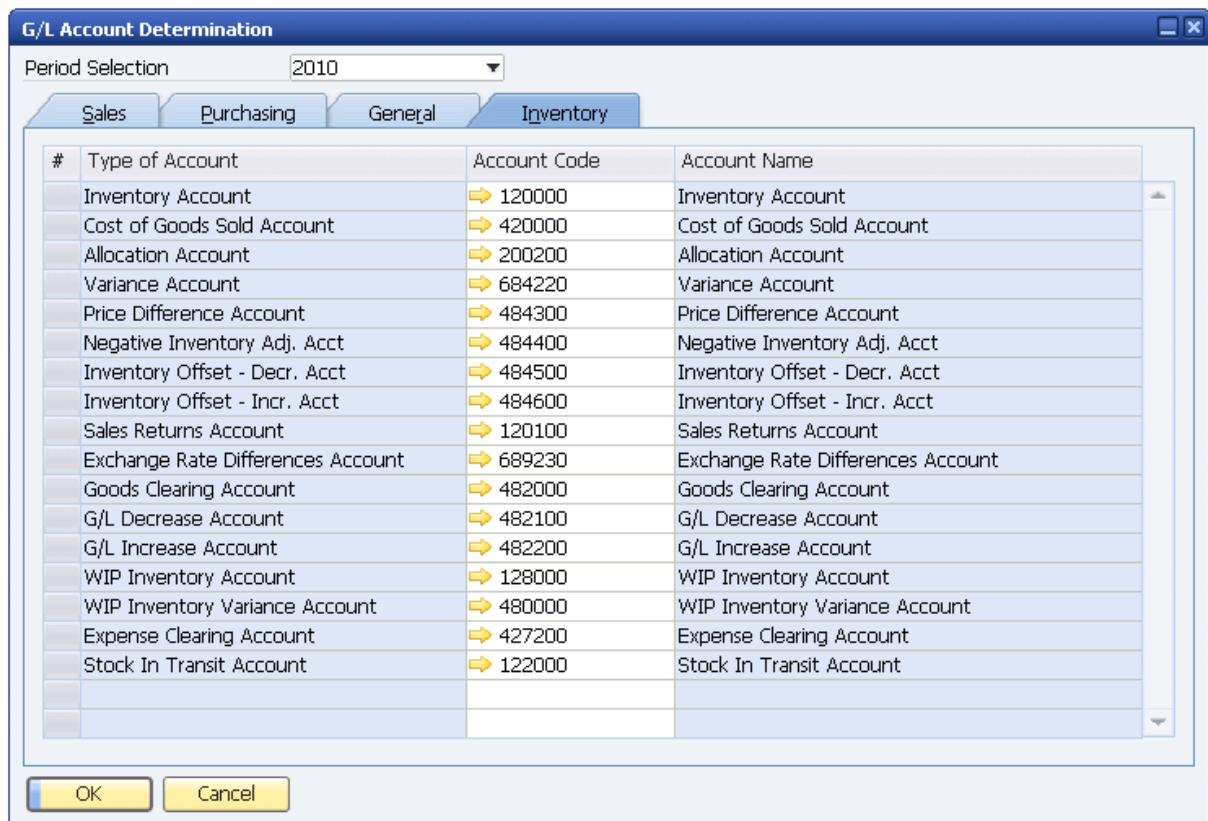 G/L Account Determination
Period Selection 2010
Sales Purchasing General Inventory
# Type of Account Account Code Account Name
Inventory Account 120000 Inventory Account
Cost of Goods Sold Account 420000 Cost of Goods Sold Account
Allocation Account 200200 Allocation Account
Variance Account 684220 Variance Account
Price Difference Account 484300 Price Difference Account
Negative Inventory Adj. Acct 484400 Negative Inventory Adj. Acct
Inventory Offset - Decr. Acct 484500 Inventory Offset - Decr. Acct
Inventory Offset - Incr. Acct 484600 Inventory Offset - Incr. Acct
Sales Returns Account 120100 Sales Returns Account
Exchange Rate Differences Account 689230 Exchange Rate Differences Account
Goods Clearing Account 482000 Goods Clearing Account
G/L Decrease Account 482100 G/L Decrease Account
G/L Increase Account 482200 G/L Increase Account
WIP Inventory Account 128000 WIP Inventory Account
WIP Inventory Variance Account 480000 WIP Inventory Variance Account
Expense Clearing Account 427200 Expense Clearing Account
Stock In Transit Account 122000 Stock In Transit Account
OK Cancel